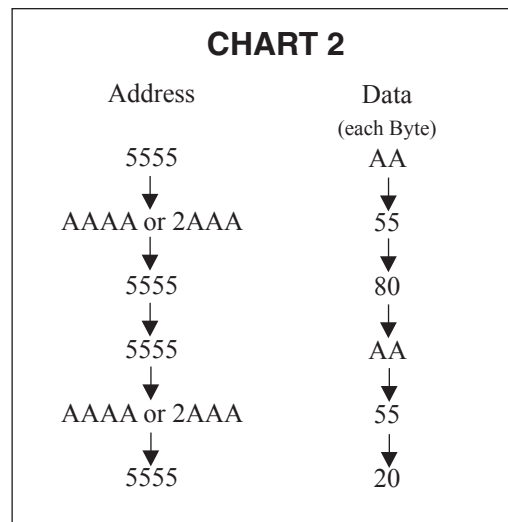 CHART 2
Address Data
(each Byte)
5555 AA
AAAA or 2AAA 55
5555 80
5555 AA
AAAA or 2AAA 55
5555 20